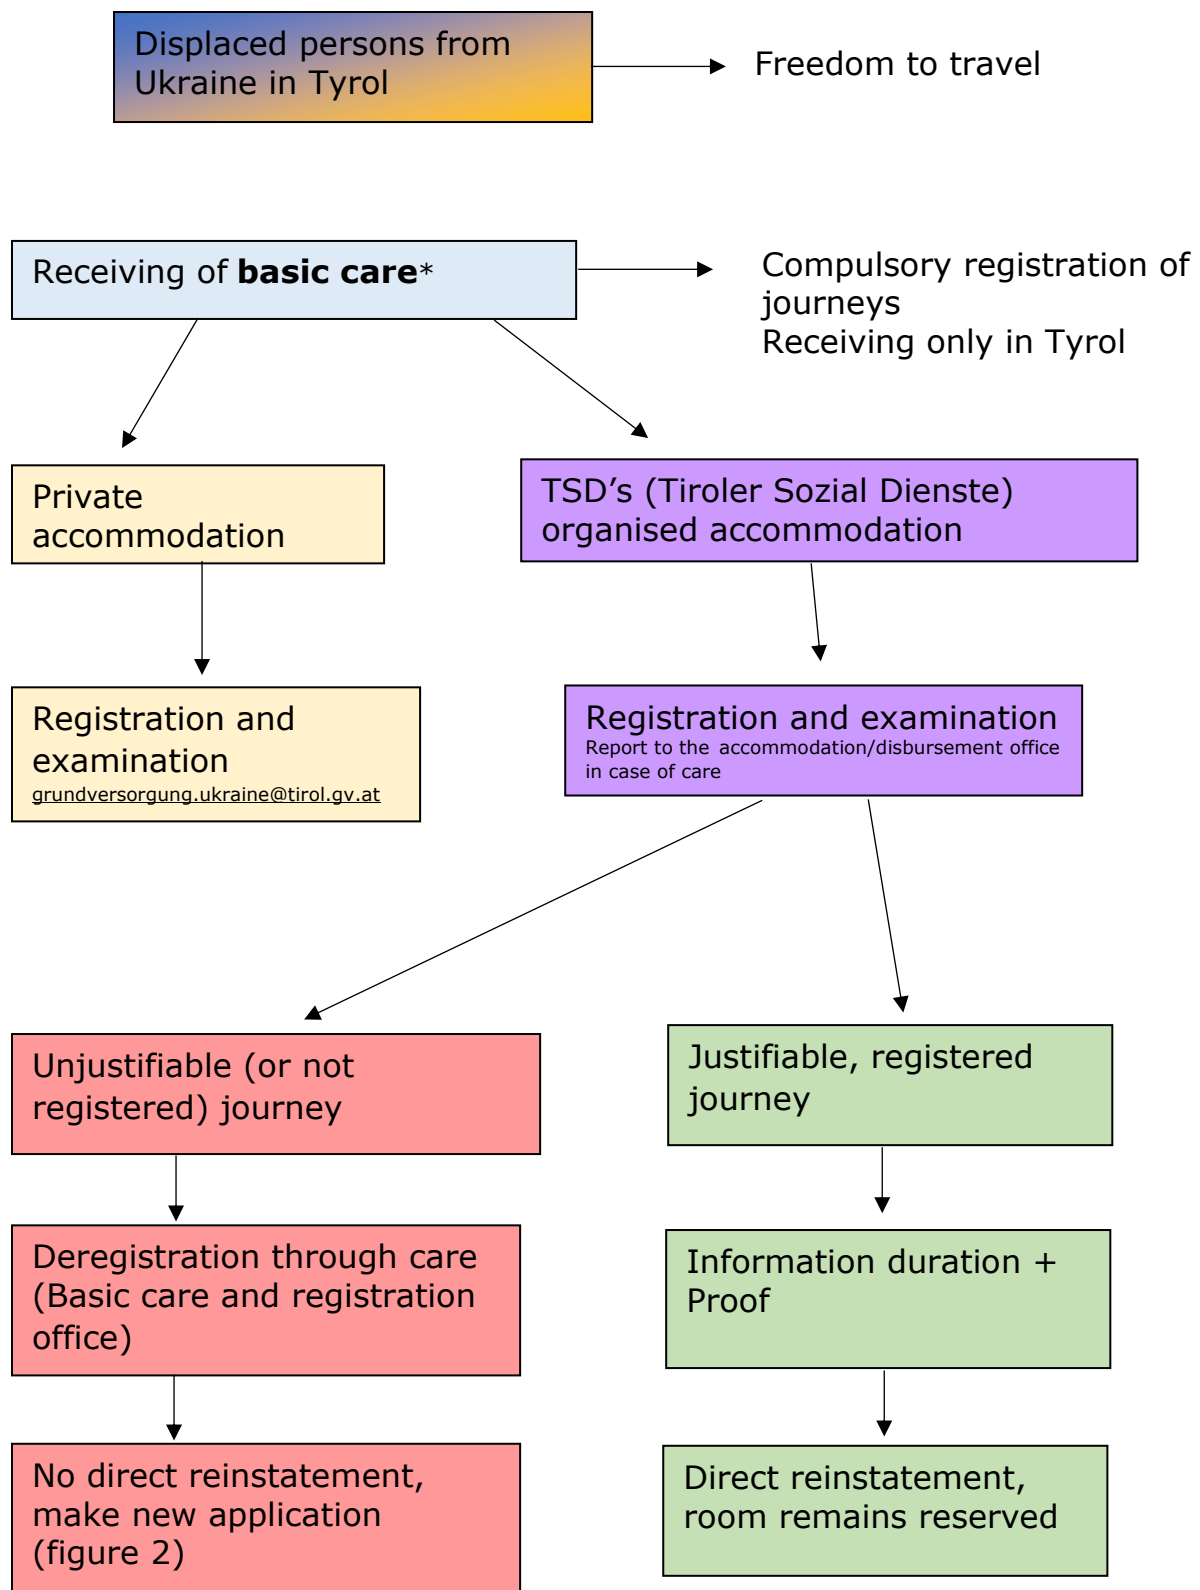 Displaced persons from
Ukraine in Tyrol
Freedom to travel
Receiving of basic care*
Compulsory registration of
journeys
Receiving only in Tyrol
Private
accommodation
TSD's (Tiroler Sozial Dienste)
organised accommodation
Registration and
examination
grundversorgung.ukraine@tirol.gv.at
Registration and examination
Report to the accommodation/disbursement office
in case of care
Unjustifiable (or not
registered) journey
Justifiable, registered
journey
Deregistration through care
(Basic care and registration
office)
Information duration +
Proof
No direct reinstatement,
make new application
(figure 2)
Direct reinstatement,
room remains reserved